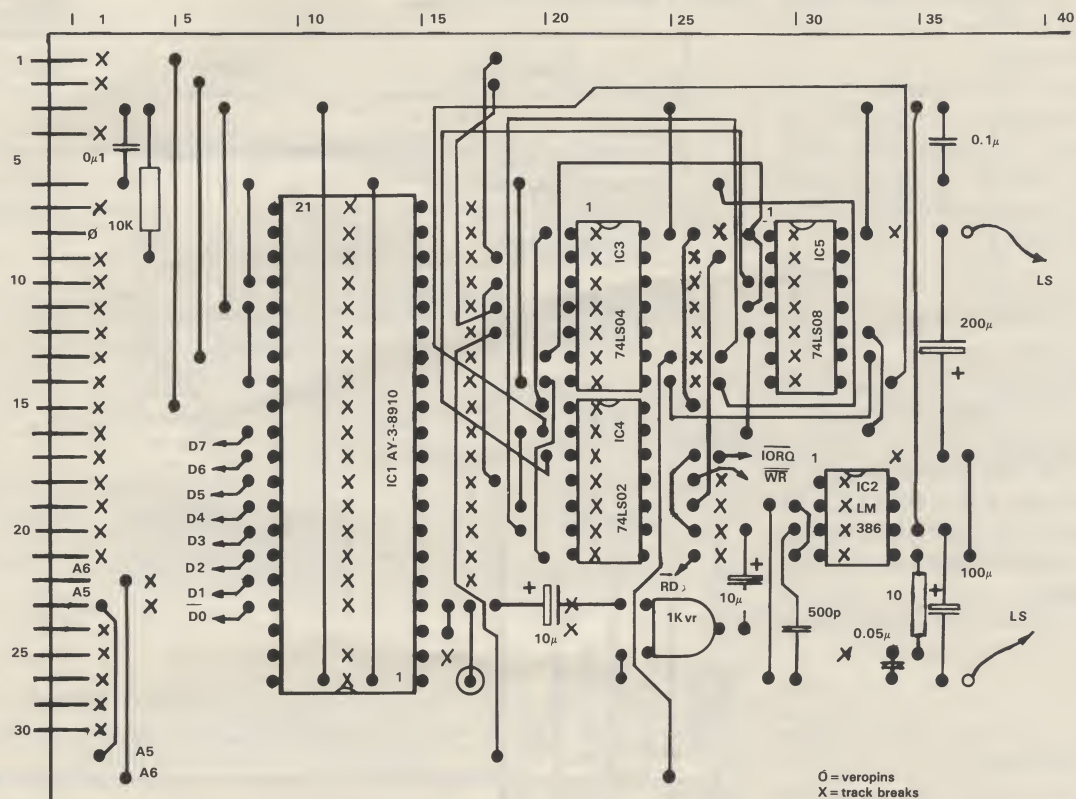 1 5 10 15 20 25 30 35 40
1
5
10
15
20
25
30
0μ1
10K
Ø
21
IC1 AY-3-8910
1
D7
D6
D5
D4
D3
D2
D1
D0
A6
A5
A5
A6
1
IC3
74LS04
IC4
74LS02
1
IC5
74LS08
IORQ
WR
RD
1
IC2
LM
386
0.1μ
LS
200μ
+
100μ
10
+
0.05μ
500p
10μ
+
1K vr
+
10μ
LS
Ō = veropins
X = track breaks